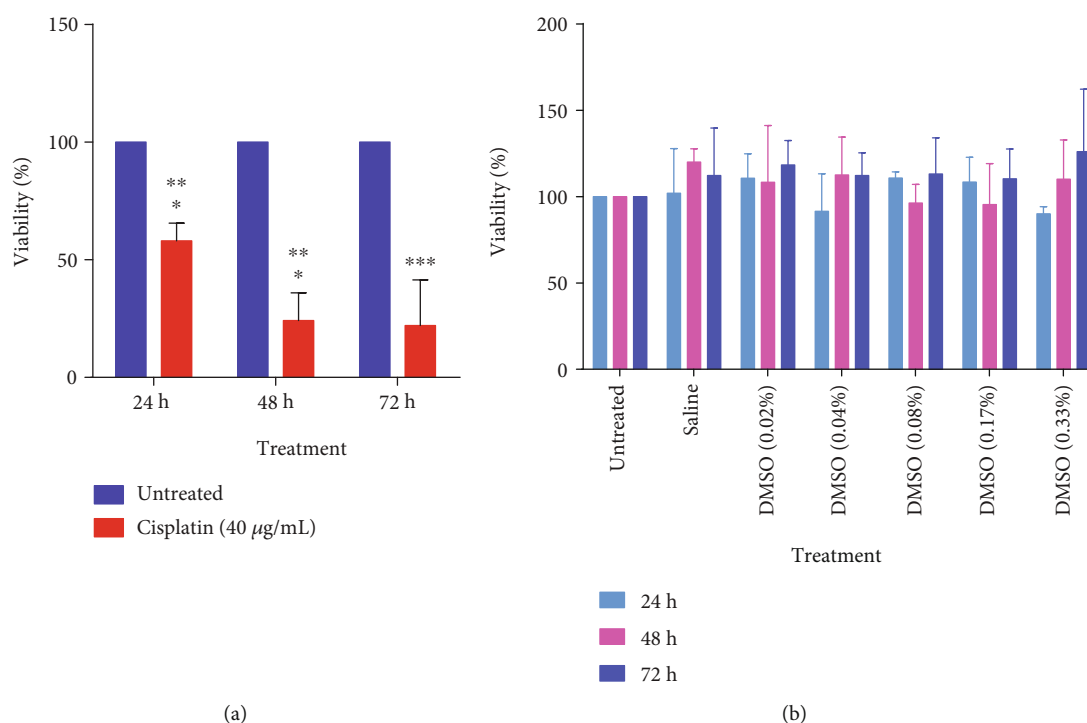 150
100
50
0
Viability (%)
**
*
**
*
***
24 h
48 h
72 h
Treatment
Untreated
Cisplatin (40 µg/mL)
(a)
200
150
100
50
0
Viability (%)
Untreated
Saline
DMSO (0.02%)
DMSO (0.04%)
DMSO (0.08%)
DMSO (0.17%)
DMSO (0.33%)
Treatment
24 h
48 h
72 h
(b)